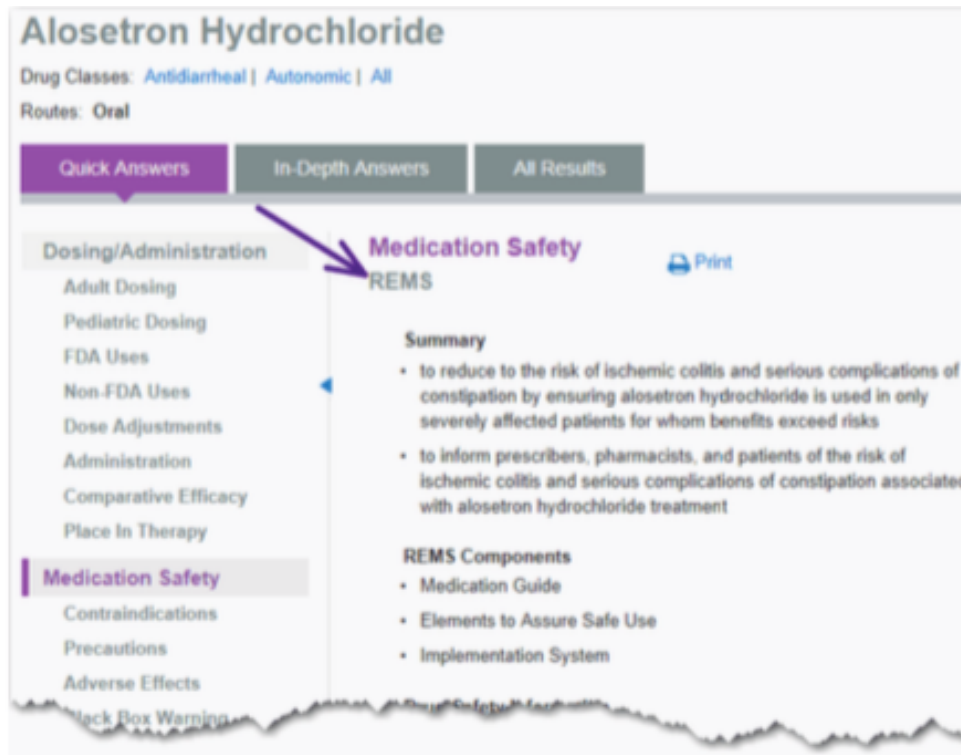 Alosetron Hydrochloride
Drug Classes: Antidiarrheal | Autonomic | All
Routes: Oral
Quick Answers
In-Depth Answers
All Results
Dosing/Administration
Adult Dosing
Pediatric Dosing
FDA Uses
Non-FDA Uses
Dose Adjustments
Administration
Comparative Efficacy
Place In Therapy
Medication Safety
Contraindications
Precautions
Adverse Effects
Black Box Warning
Medication Safety
Print
REMS
Summary
• to reduce to the risk of ischemic colitis and serious complications of
constipation by ensuring alosetron hydrochloride is used in only
severely affected patients for whom benefits exceed risks
• to inform prescribers, pharmacists, and patients of the risk of
ischemic colitis and serious complications of constipation associated
with alosetron hydrochloride treatment
REMS Components
• Medication Guide
• Elements to Assure Safe Use
• Implementation System